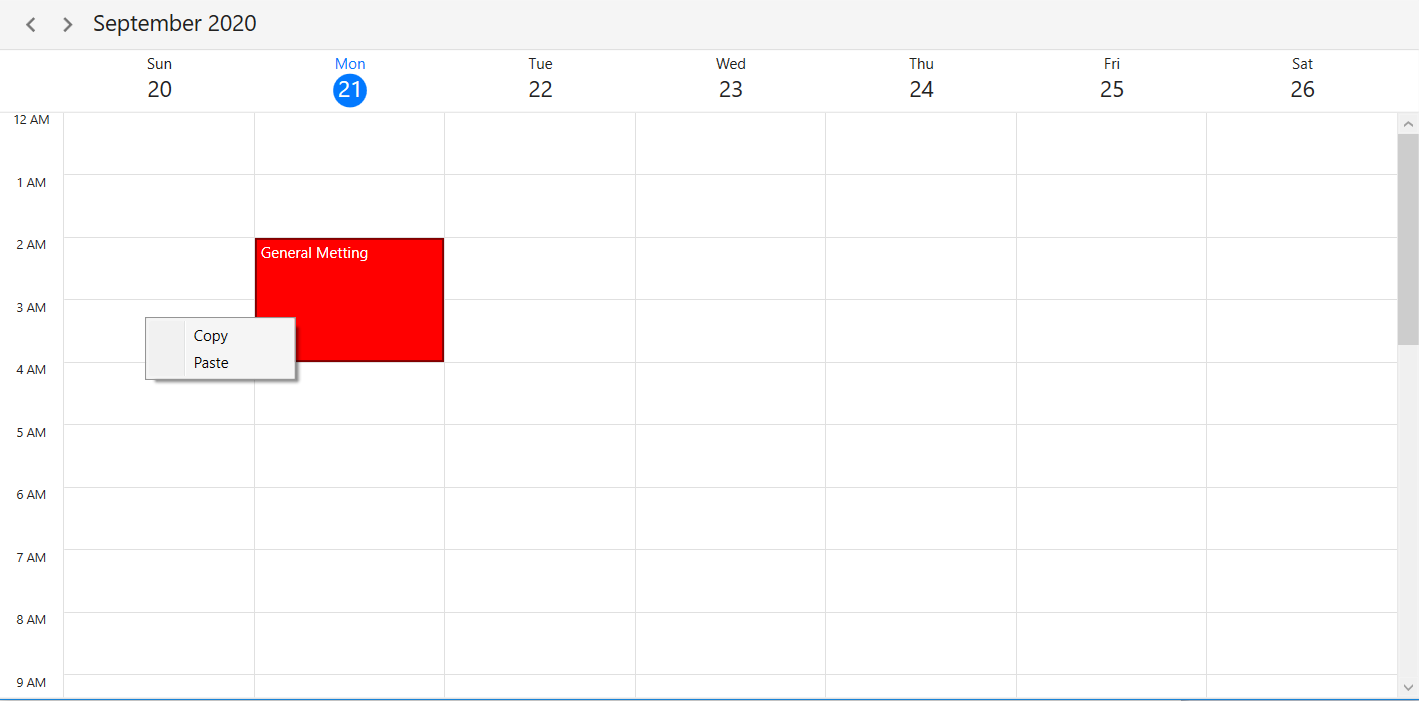 September 2020
Sun Mon Tue Wed Thu Fri Sat
20 21 22 23 24 25 26
12 AM
1 AM
2 AM
General Metting
3 AM
Copy
Paste
4 AM
5 AM
6 AM
7 AM
8 AM
9 AM